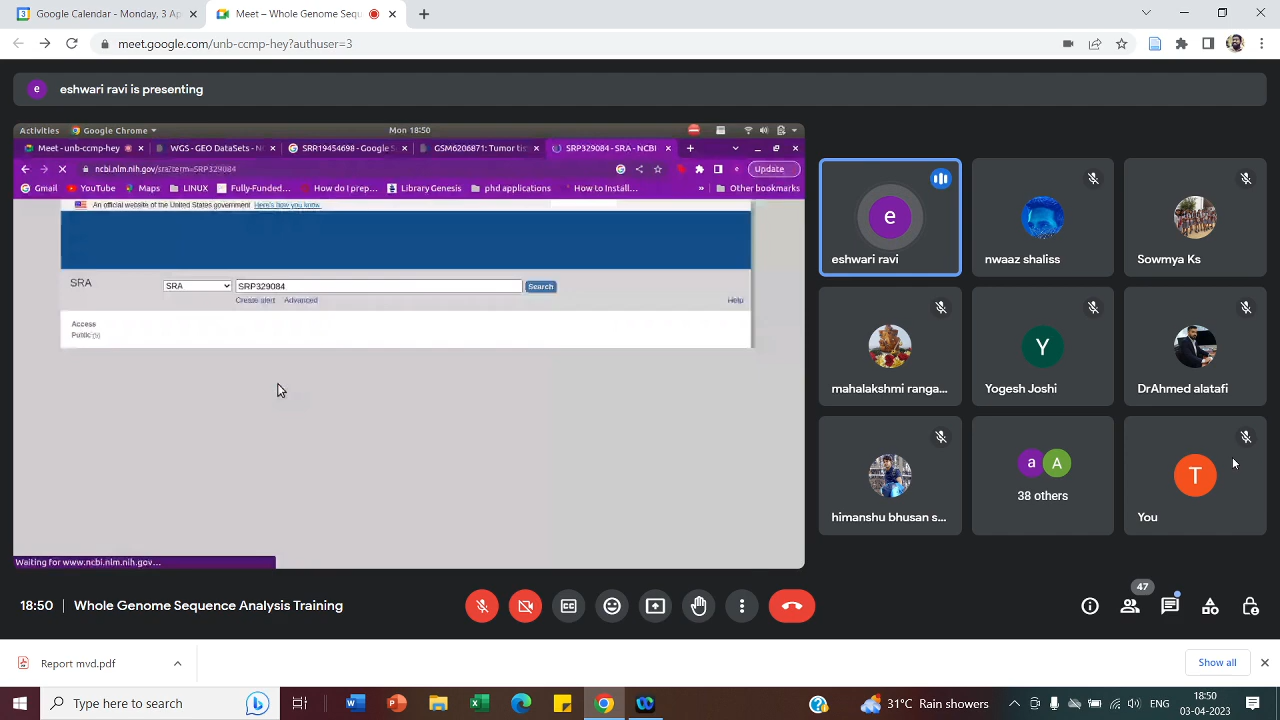 Google Calendar - Monday, 3 Ap
Meet – Whole Genome Sequ
meet.google.com/unb-ccmp-hey?authuser=3
e
eshwari ravi is presenting
Activities
Google Chrome
Mon 18:50
Meet - unb-ccmp-hey
WGS - GEO DataSets - NC
SRR19454698 - Google S
GSM6206871: Tumor tis
SRP329084 - SRA - NCBI
ncbi.nlm.nih.gov/sra?term=SRP329084
e
Update
Gmail
YouTube
Maps
LINUX
Fully-Funded...
How do I prep...
Library Genesis
phd applications
How to Install...
»
Other bookmarks
An official website of the United States government
Here's how you know.
SRA
SRA
SRP329084
Search
Create alert
Advanced
Help
Access
Public
Waiting for www.ncbi.nlm.nih.gov...
e
eshwari ravi
nwaaz shaliss
Sowmya Ks
mahalakshmi ranga...
Y
Yogesh Joshi
DrAhmed alatafi
himanshu bhusan s...
a
A
38 others
T
You
18:50 | Whole Genome Sequence Analysis Training
CC
47
Report mvd.pdf
Show all
Type here to search
31°C Rain showers
ENG
18:50
03-04-2023